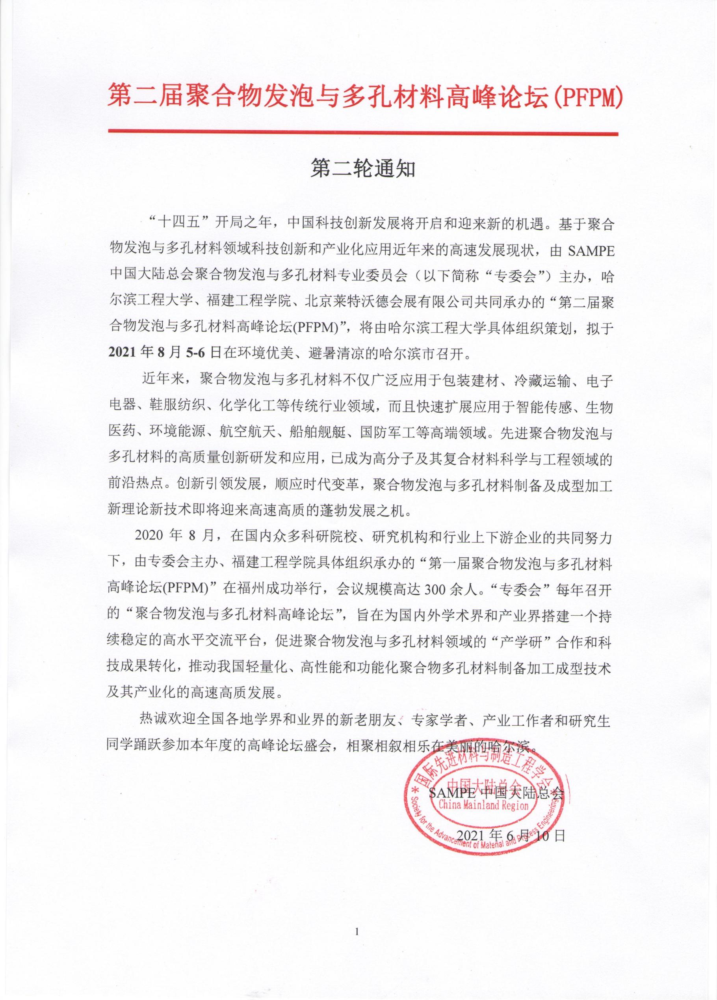 第二届聚合物发泡与多孔材料高峰论坛(PFPM)
第二轮通知
“十四五”开局之年，中国科技创新发展将开启和迎来新的机遇。基于聚合
物发泡与多孔材料领域科技创新和产业化应用近年来的高速发展现状，由 SAMPE
中国大陆总会聚合物发泡与多孔材料专业委员会（以下简称“专委会”）主办，哈
尔滨工程大学、福建工程学院、北京莱特沃德会展有限公司共同承办的“第二届聚
合物发泡与多孔材料高峰论坛(PFPM)”，将由哈尔滨工程大学具体组织策划，拟于
2021 年 8 月 5-6 日在环境优美、避暑清凉的哈尔滨市召开。
近年来，聚合物发泡与多孔材料不仅广泛应用于包装建材、冷藏运输、电子
电器、鞋服纺织、化学化工等传统行业领域，而且快速扩展应用于智能传感、生物
医药、环境能源、航空航天、船舶舰艇、国防军工等高端领域。先进聚合物发泡与
多孔材料的高质量创新研发和应用，已成为高分子及其复合材料科学与工程领域的
前沿热点。创新引领发展，顺应时代变革，聚合物发泡与多孔材料制备及成型加工
新理论新技术即将迎来高速高质的蓬勃发展之机。
2020 年 8 月，在国内众多科研院校、研究机构和行业上下游企业的共同努力
下，由专委会主办、福建工程学院具体组织承办的“第一届聚合物发泡与多孔材料
高峰论坛(PFPM)”在福州成功举行，会议规模高达 300 余人。“专委会”每年召开
的“聚合物发泡与多孔材料高峰论坛”，旨在为国内外学术界和产业界搭建一个持
续稳定的高水平交流平台，促进聚合物发泡与多孔材料领域的“产学研”合作和科
技成果转化，推动我国轻量化、高性能和功能化聚合物多孔材料制备加工成型技术
及其产业化的高速高质发展。
热诚欢迎全国各地学界和业界的新老朋友、专家学者、产业工作者和研究生
同学踊跃参加本年度的高峰论坛盛会，相聚相叙相乐在美丽的哈尔滨。
*国际先进材料与制造工程学会*
中国大陆总会
SAMPE 中国大陆总会
China Mainland Region
Society for the Advancement of Material and Process Engineering
2021 年 6 月 10 日
1